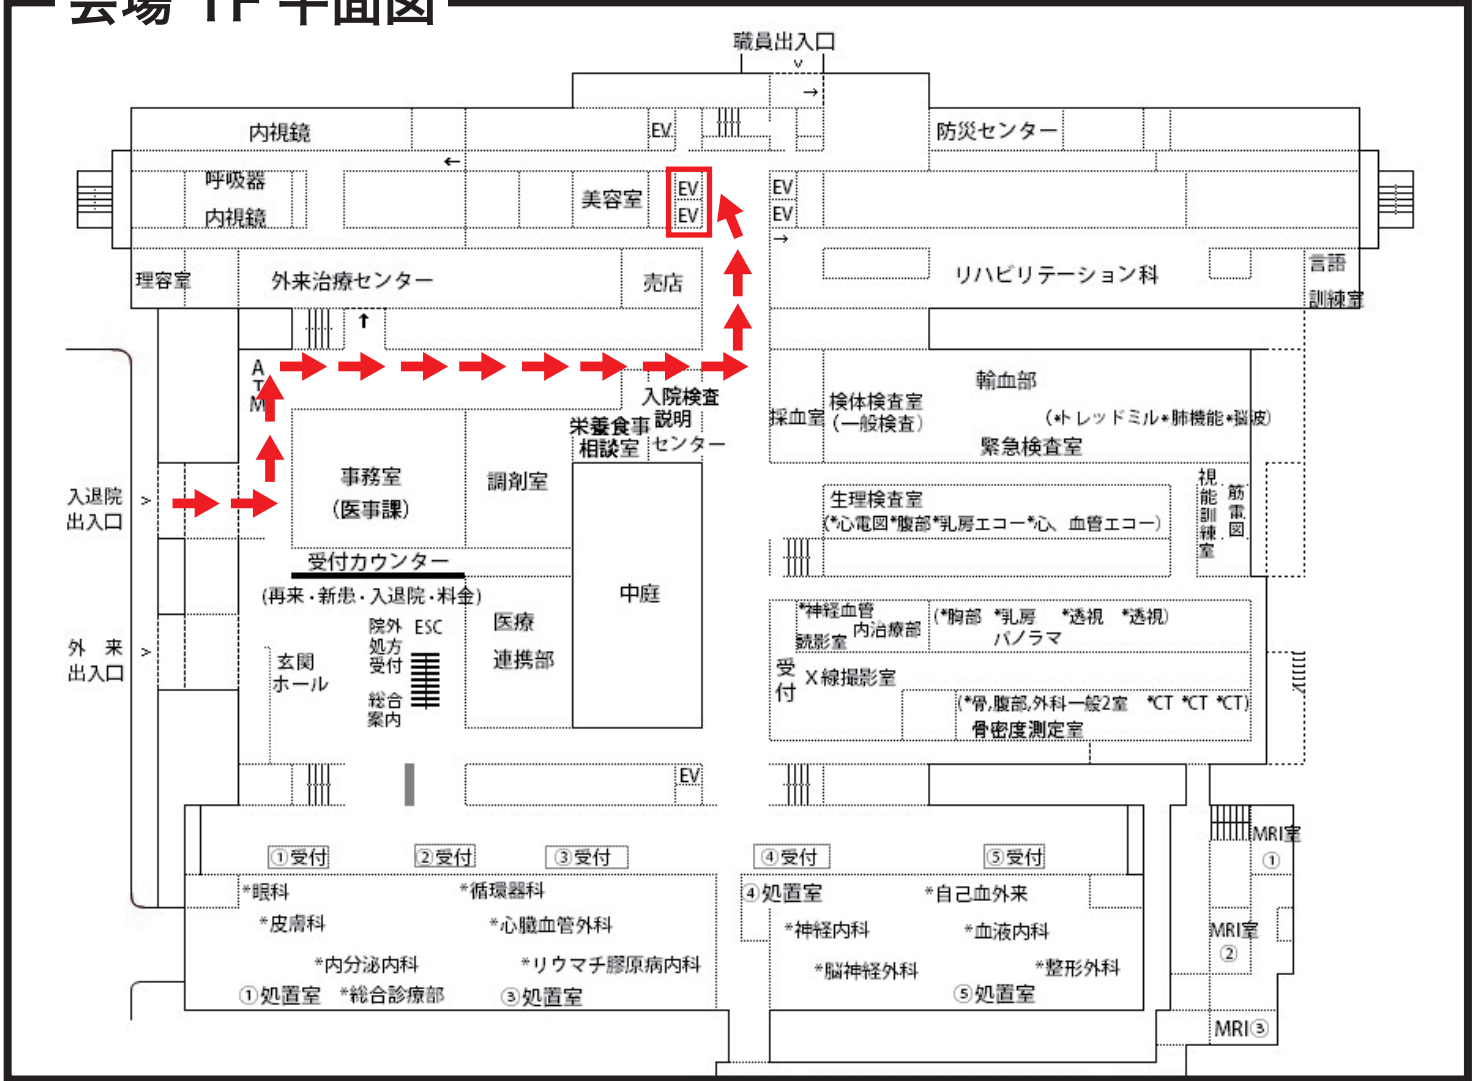 会場 1F 平面図
職員出入口
内視鏡
EV
防災センター
呼吸器
内視鏡
美容室
EV
EV
EV
EV
理容室
外来治療センター
売店
リハビリテーション科
言語
訓練室
ATM
入院検査
説明
センター
栄養食事
相談室
採血室
検体検査室
(一般検査)
輸血部
(*トレッドミル*肺機能*脳波)
緊急検査室
事務室
(医事課)
調剤室
入退院
出入口
生理検査室
(*心電図*腹部*乳房エコー*心、血管エコー)
視能訓練室
筋電図
受付カウンター
(再来・新患・入退院・料金)
中庭
院外
処方
受付
ESC
総合
案内
医療
連携部
外 来
出入口
玄関
ホール
*神経血管
内治療部
読影室
(*胸部 *乳房 *透視 *透視)
パノラマ
受付
X線撮影室
(*骨,腹部,外科一般2室 *CT *CT *CT)
骨密度測定室
EV
MRI室
①
①受付
②受付
③受付
④受付
⑤受付
*眼科
*循環器科
④処置室
*自己血外来
*皮膚科
*心臓血管外科
*神経内科
*血液内科
MRI室
②
*内分泌内科
*リウマチ膠原病内科
*脳神経外科
*整形外科
①処置室
*総合診療部
③処置室
⑤処置室
MRI③